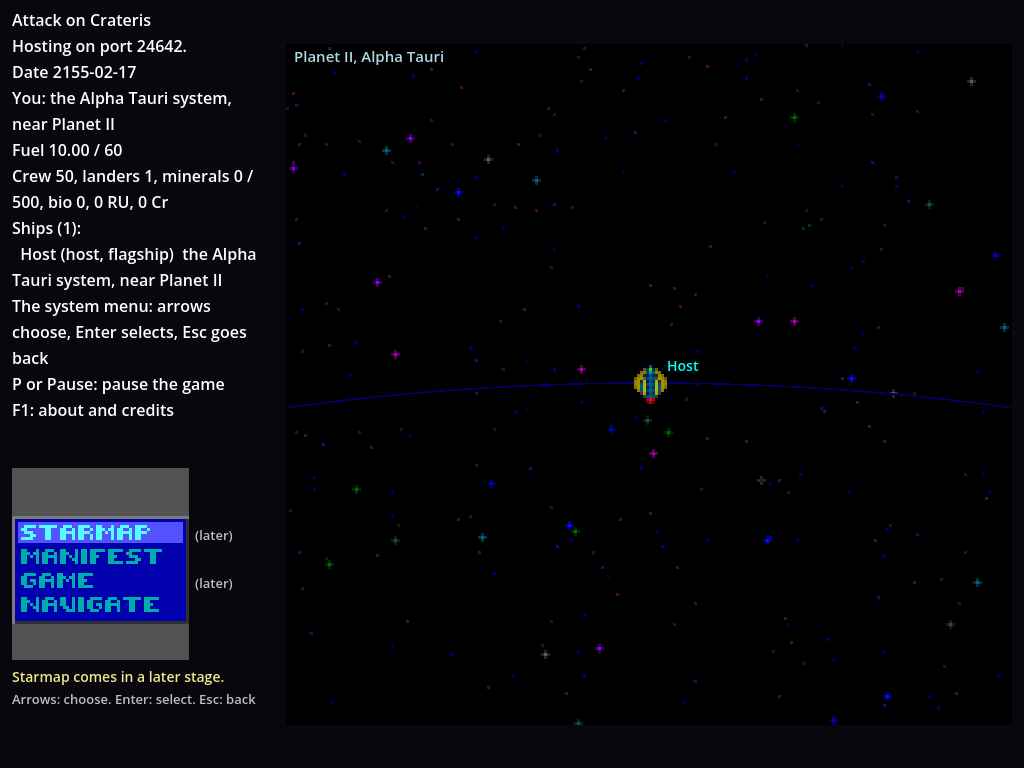 Attack on Crateris
Hosting on port 24642.
Date 2155-02-17
You: the Alpha Tauri system,
near Planet II
Fuel 10.00 / 60
Crew 50, landers 1, minerals 0 /
500, bio 0, 0 RU, 0 Cr
Ships (1):
Host (host, flagship)  the Alpha
Tauri system, near Planet II
The system menu: arrows
choose, Enter selects, Esc goes
back
P or Pause: pause the game
F1: about and credits
STARMAP (later)
MANIFEST
GAME (later)
NAVIGATE
Starmap comes in a later stage.
Arrows: choose. Enter: select. Esc: back
Planet II, Alpha Tauri
Host